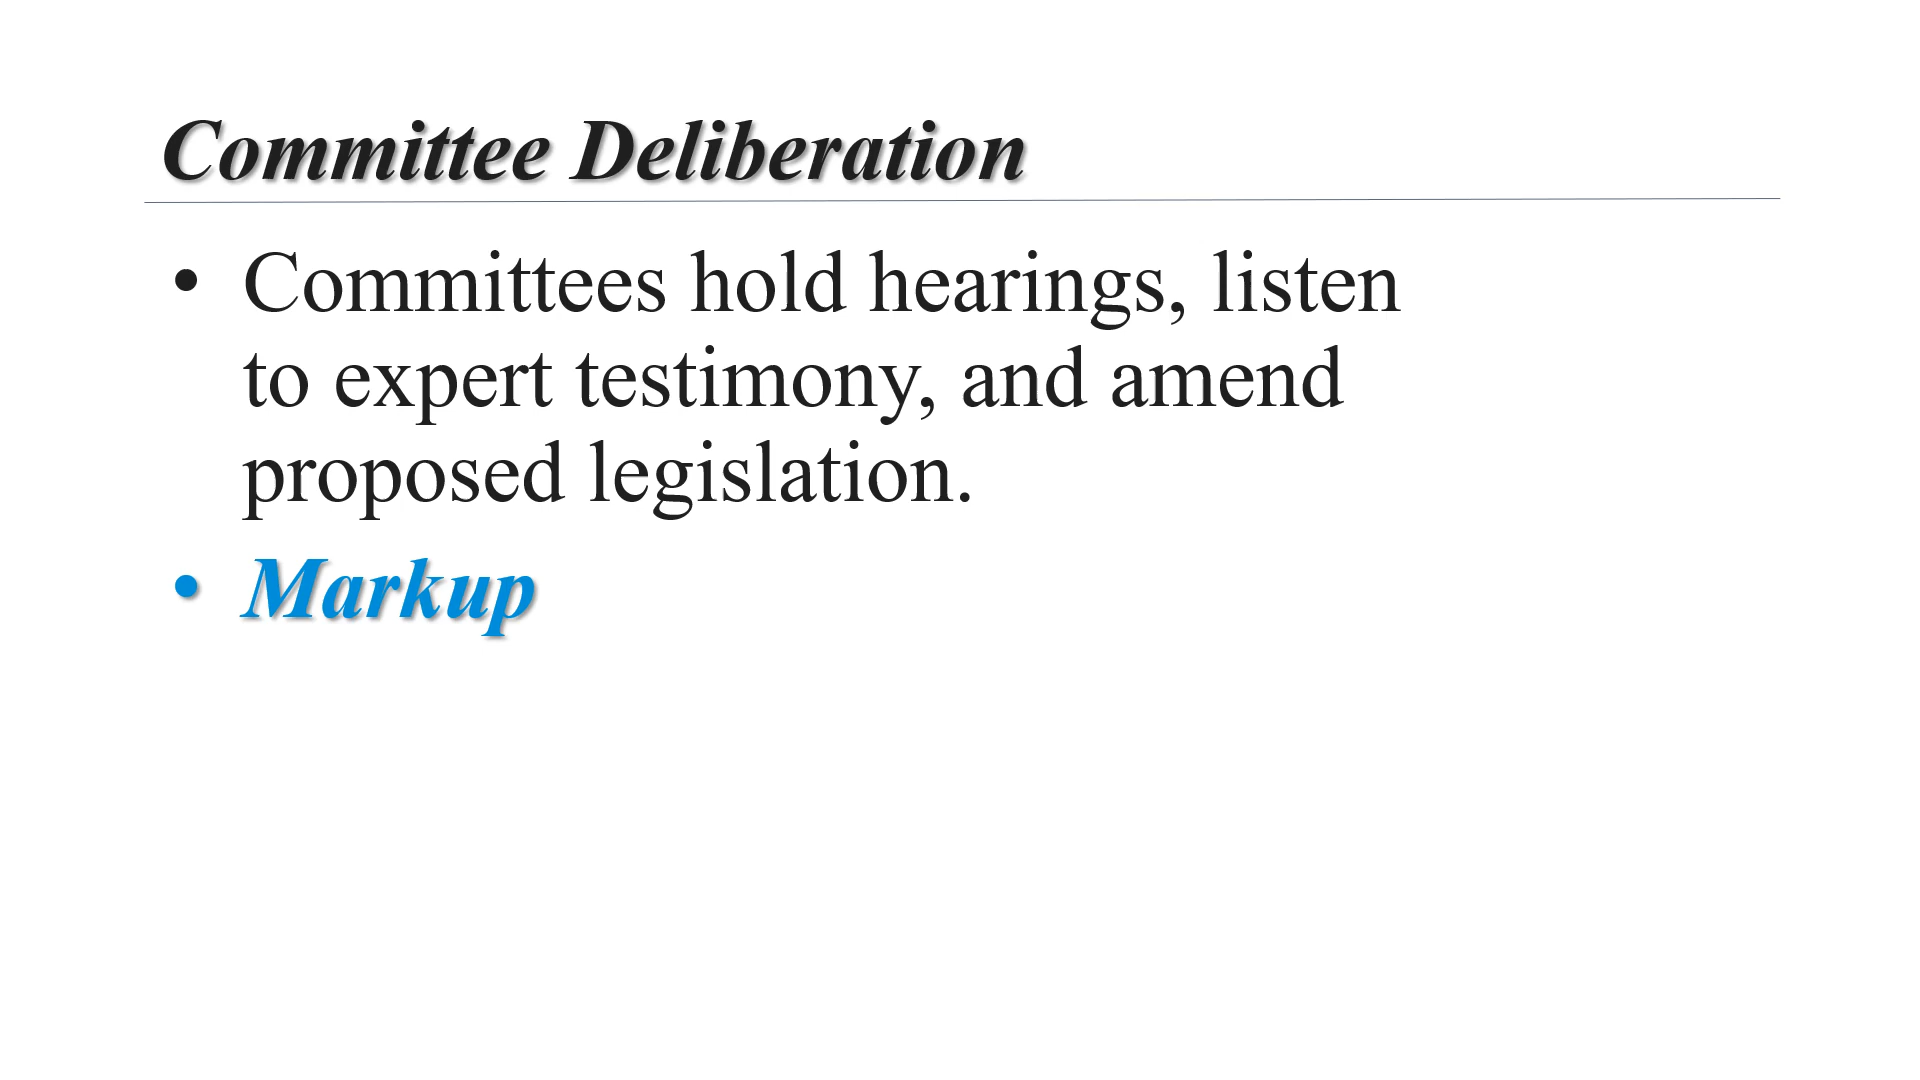 Committee Deliberation
• Committees hold hearings, listen
to expert testimony, and amend
proposed legislation.
• Markup